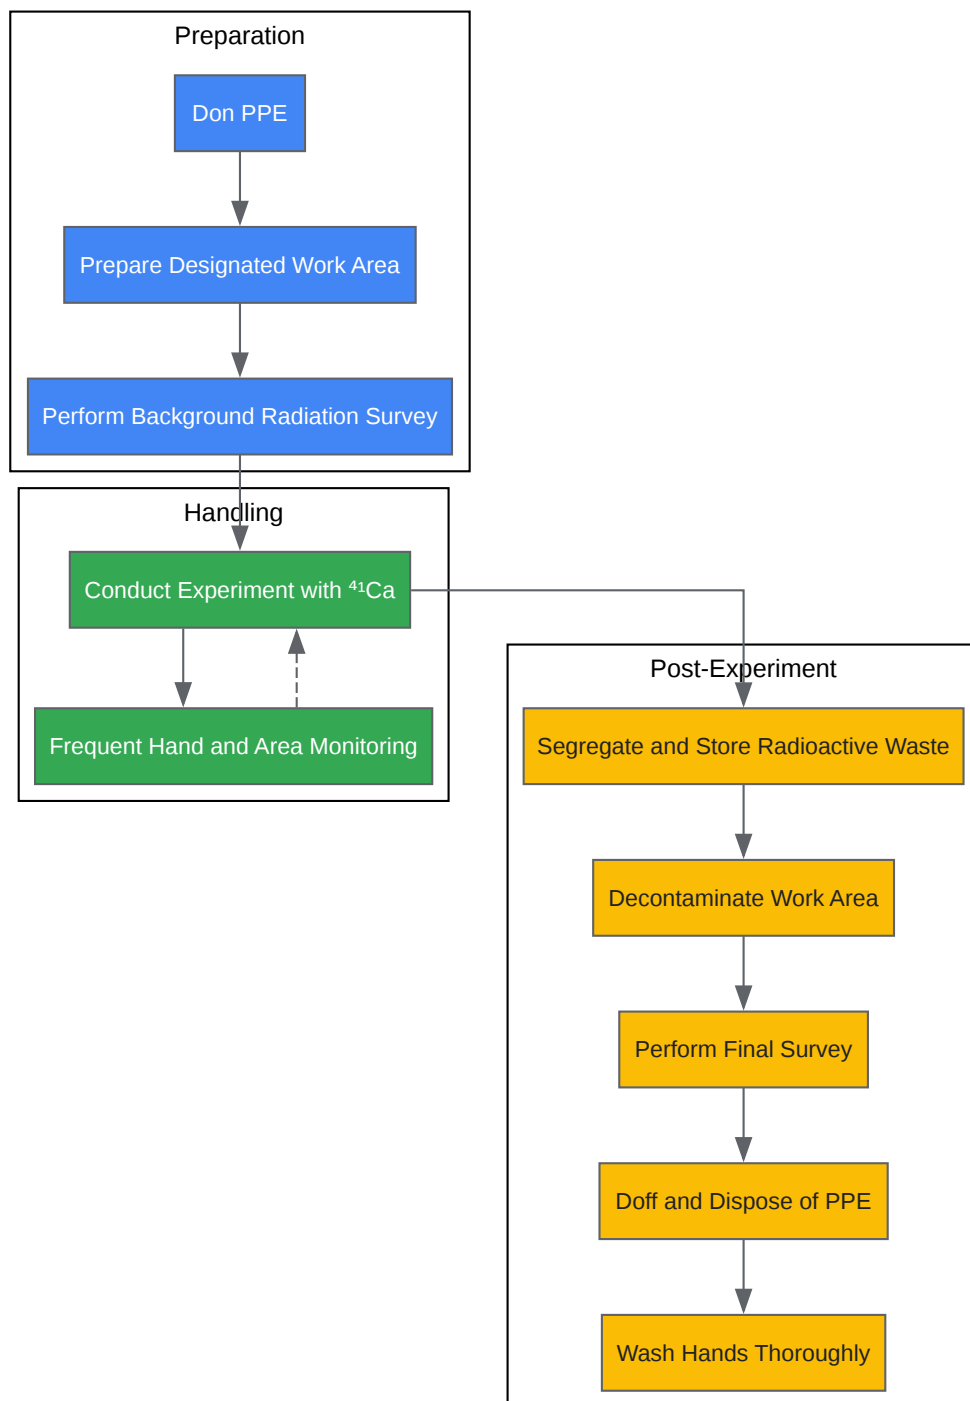 Preparation
Don PPE
Prepare Designated Work Area
Perform Background Radiation Survey
Handling
Conduct Experiment with ⁴¹Ca
Frequent Hand and Area Monitoring
Post-Experiment
Segregate and Store Radioactive Waste
Decontaminate Work Area
Perform Final Survey
Doff and Dispose of PPE
Wash Hands Thoroughly